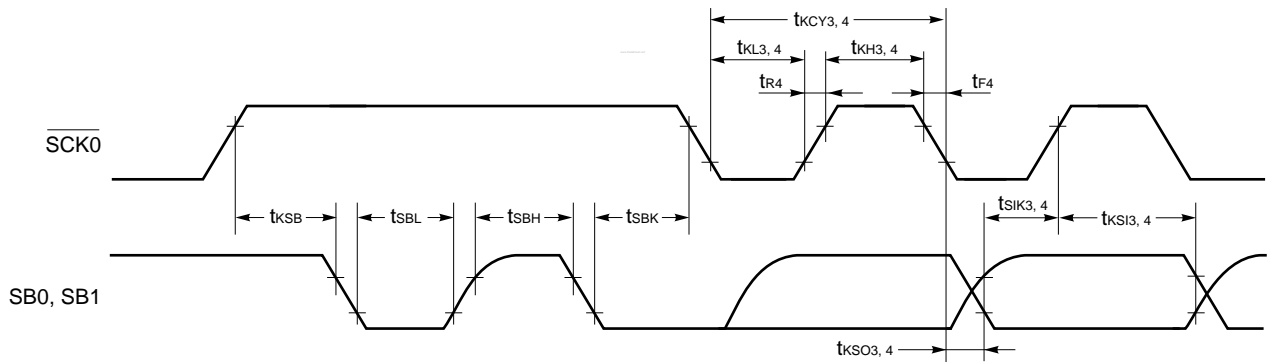 tKCY3, 4
tKL3, 4
tKH3, 4
tR4
tF4
SCK0
tKSB
tSBL
tSBH
tSBK
tSIK3, 4
tKSI3, 4
SB0, SB1
tKSO3, 4